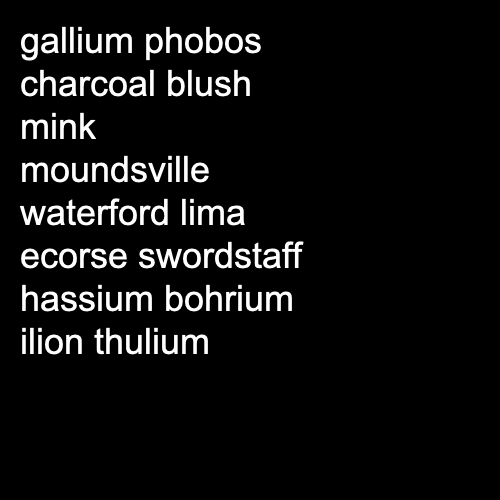 gallium phobos
charcoal blush
mink
moundsville
waterford lima
ecorse swordstaff
hassium bohrium
ilion thulium